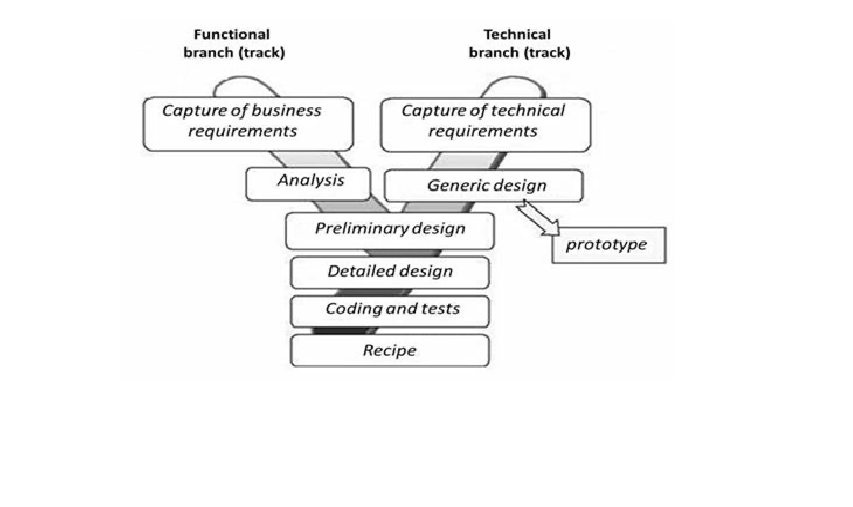 Functional
branch (track)
Technical
branch (track)
Capture of business
requirements
Capture of technical
requirements
Analysis
Generic design
Preliminary design
prototype
Detailed design
Coding and tests
Recipe